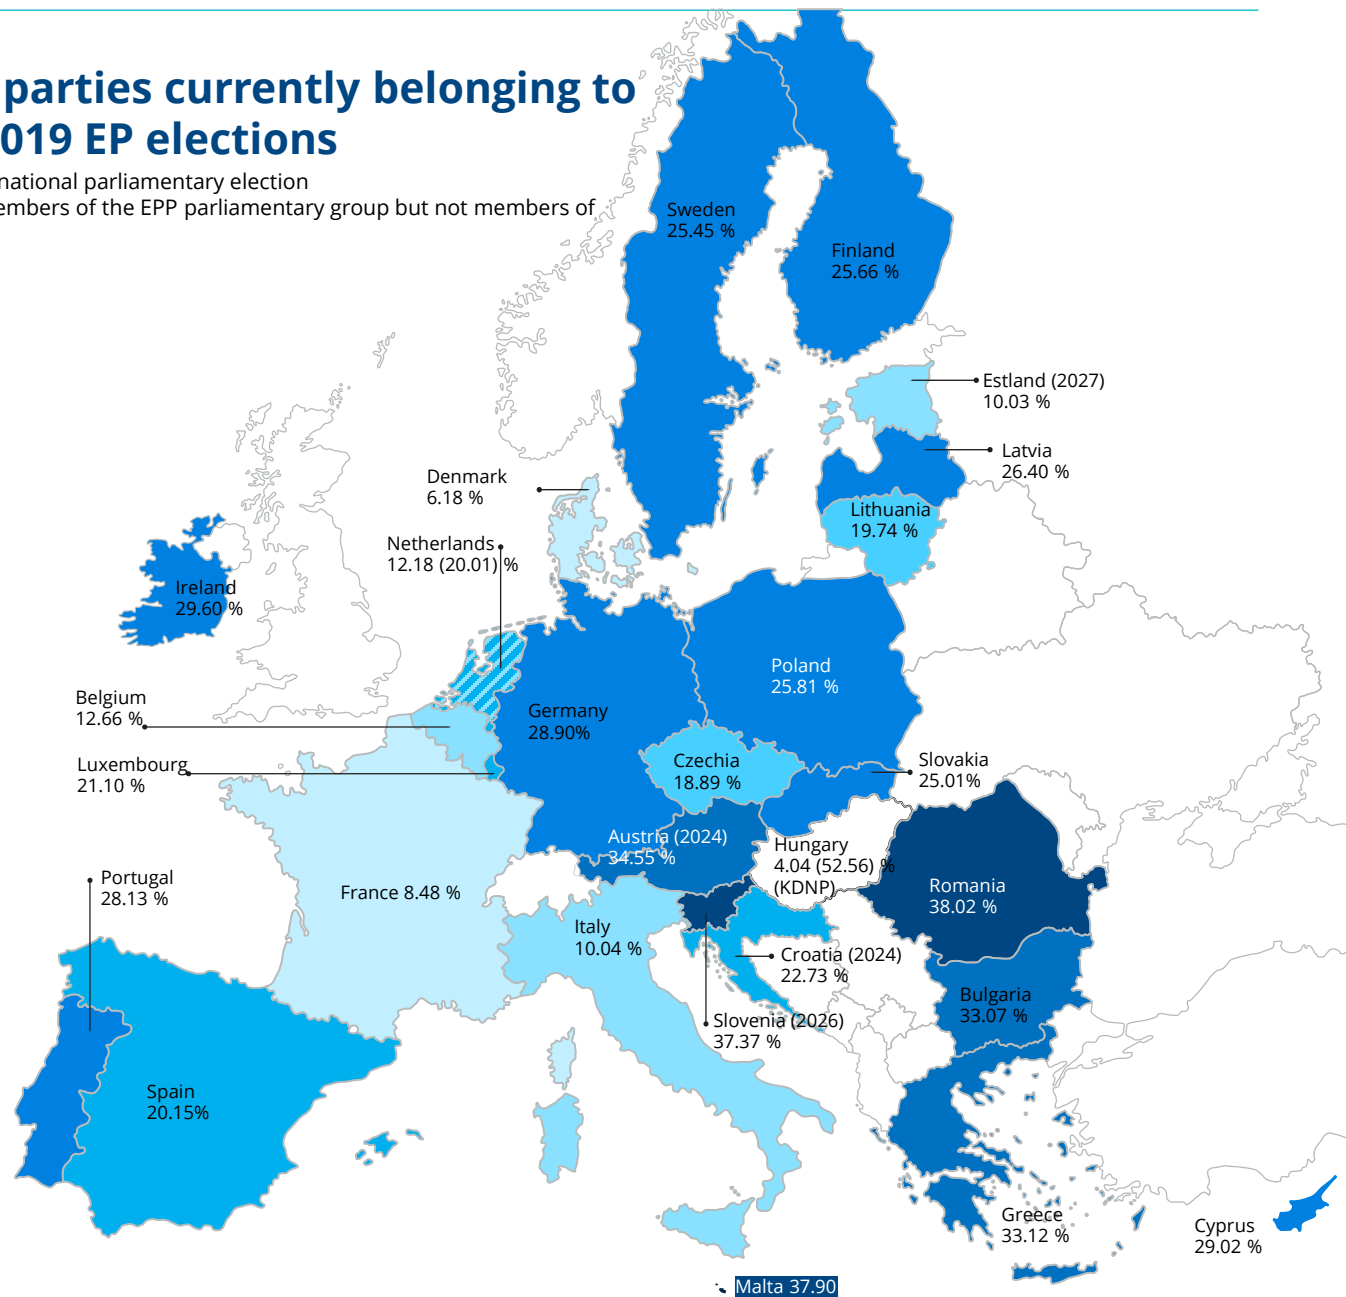 parties currently belonging to
019 EP elections
national parliamentary election
embers of the EPP parliamentary group but not members of
Sweden
25.45 %
Finland
25.66 %
Estland (2027)
10.03 %
Latvia
26.40 %
Denmark
6.18 %
Lithuania
19.74 %
Netherlands
12.18 (20.01) %
Ireland
29.60 %
Poland
25.81 %
Belgium
12.66 %
Germany
28.90%
Luxembourg
21.10 %
Czechia
18.89 %
Slovakia
25.01%
Austria (2024)
34.55 %
Hungary
4.04 (52.56) %
(KDNP)
Portugal
28.13 %
France 8.48 %
Romania
38.02 %
Italy
10.04 %
Croatia (2024)
22.73 %
Bulgaria
33.07 %
Slovenia (2026)
37.37 %
Spain
20.15%
Greece
33.12 %
Cyprus
29.02 %
Malta 37.90